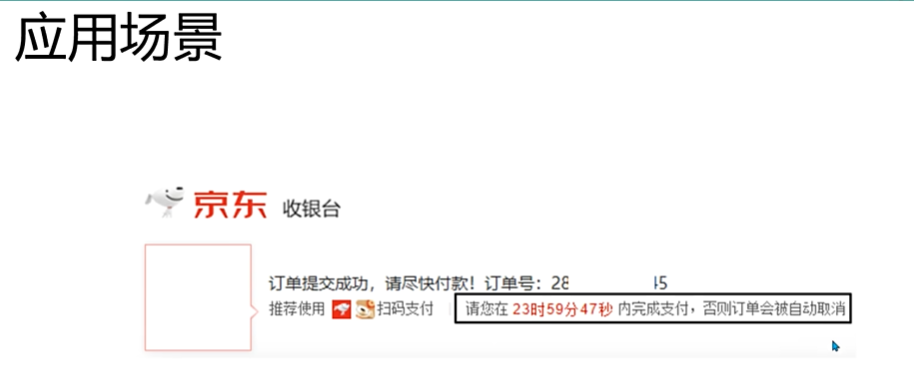 应用场景
京东 收银台
订单提交成功，请尽快付款！订单号：28 45
推荐使用 扫码支付 请您在 23时59分47秒 内完成支付，否则订单会被自动取消